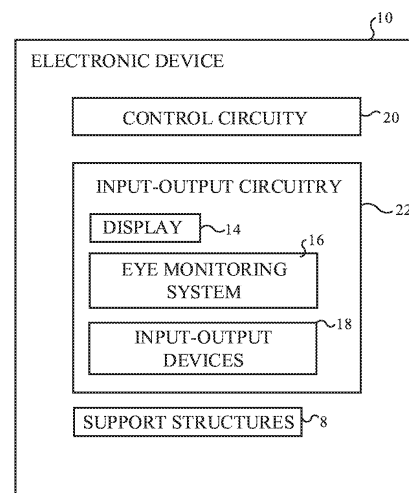 10
ELECTRONIC DEVICE
CONTROL CIRCUITY
20
INPUT-OUTPUT CIRCUITRY
22
DISPLAY
14
16
EYE MONITORING
SYSTEM
18
INPUT-OUTPUT
DEVICES
SUPPORT STRUCTURES
8